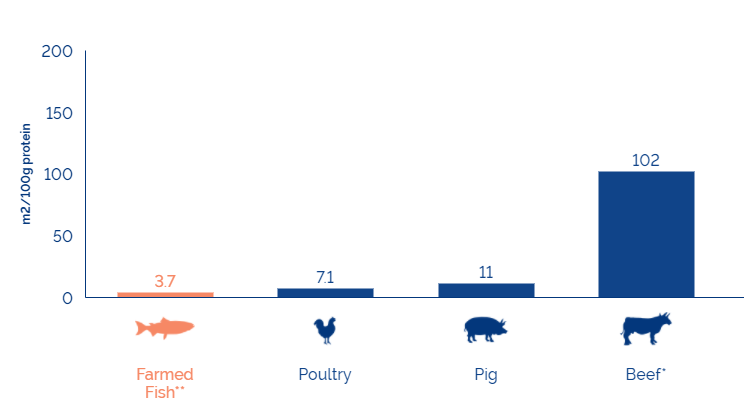 200
150
100
50
0
m2/100g protein
3.7
7.1
11
102
Farmed
Fish**
Poultry
Pig
Beef*